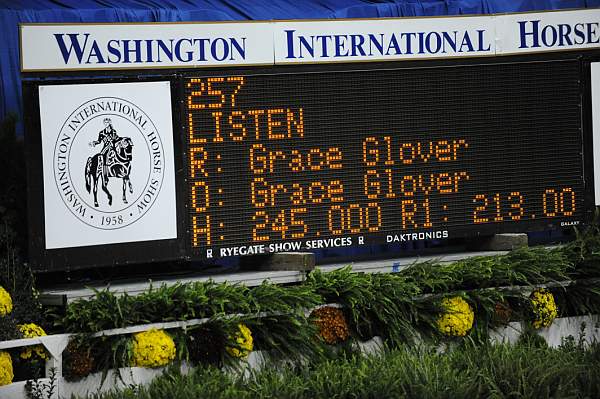 WASHINGTON INTERNATIONAL HORSE
257
LISTEN
R: Grace Glover
O: Grace Glover
A: 245.000 R1: 213.00
WASHINGTON INTERNATIONAL HORSE SHOW
1958
RYEGATE SHOW SERVICES DAKTRONICS
GALAXY